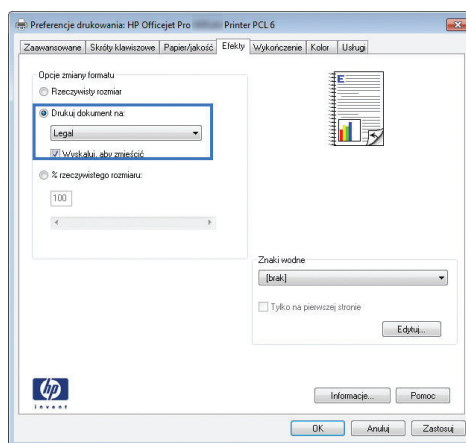 Preferencje drukowania: HP Officejet Pro Printer PCL 6
Zaawansowane Skróty klawiszowe Papier/jakość Efekty Wykończenie Kolor Usługi
Opcje zmiany formatu
Rzeczywisty rozmiar
Drukuj dokument na:
Legal
Wyskaluj, aby zmieścić
% rzeczywistego rozmiaru:
100
E
Znaki wodne
[brak]
Tylko na pierwszej stronie
Edytuj...
hp
invent
Informacje... Pomoc
OK Anuluj Zastosuj